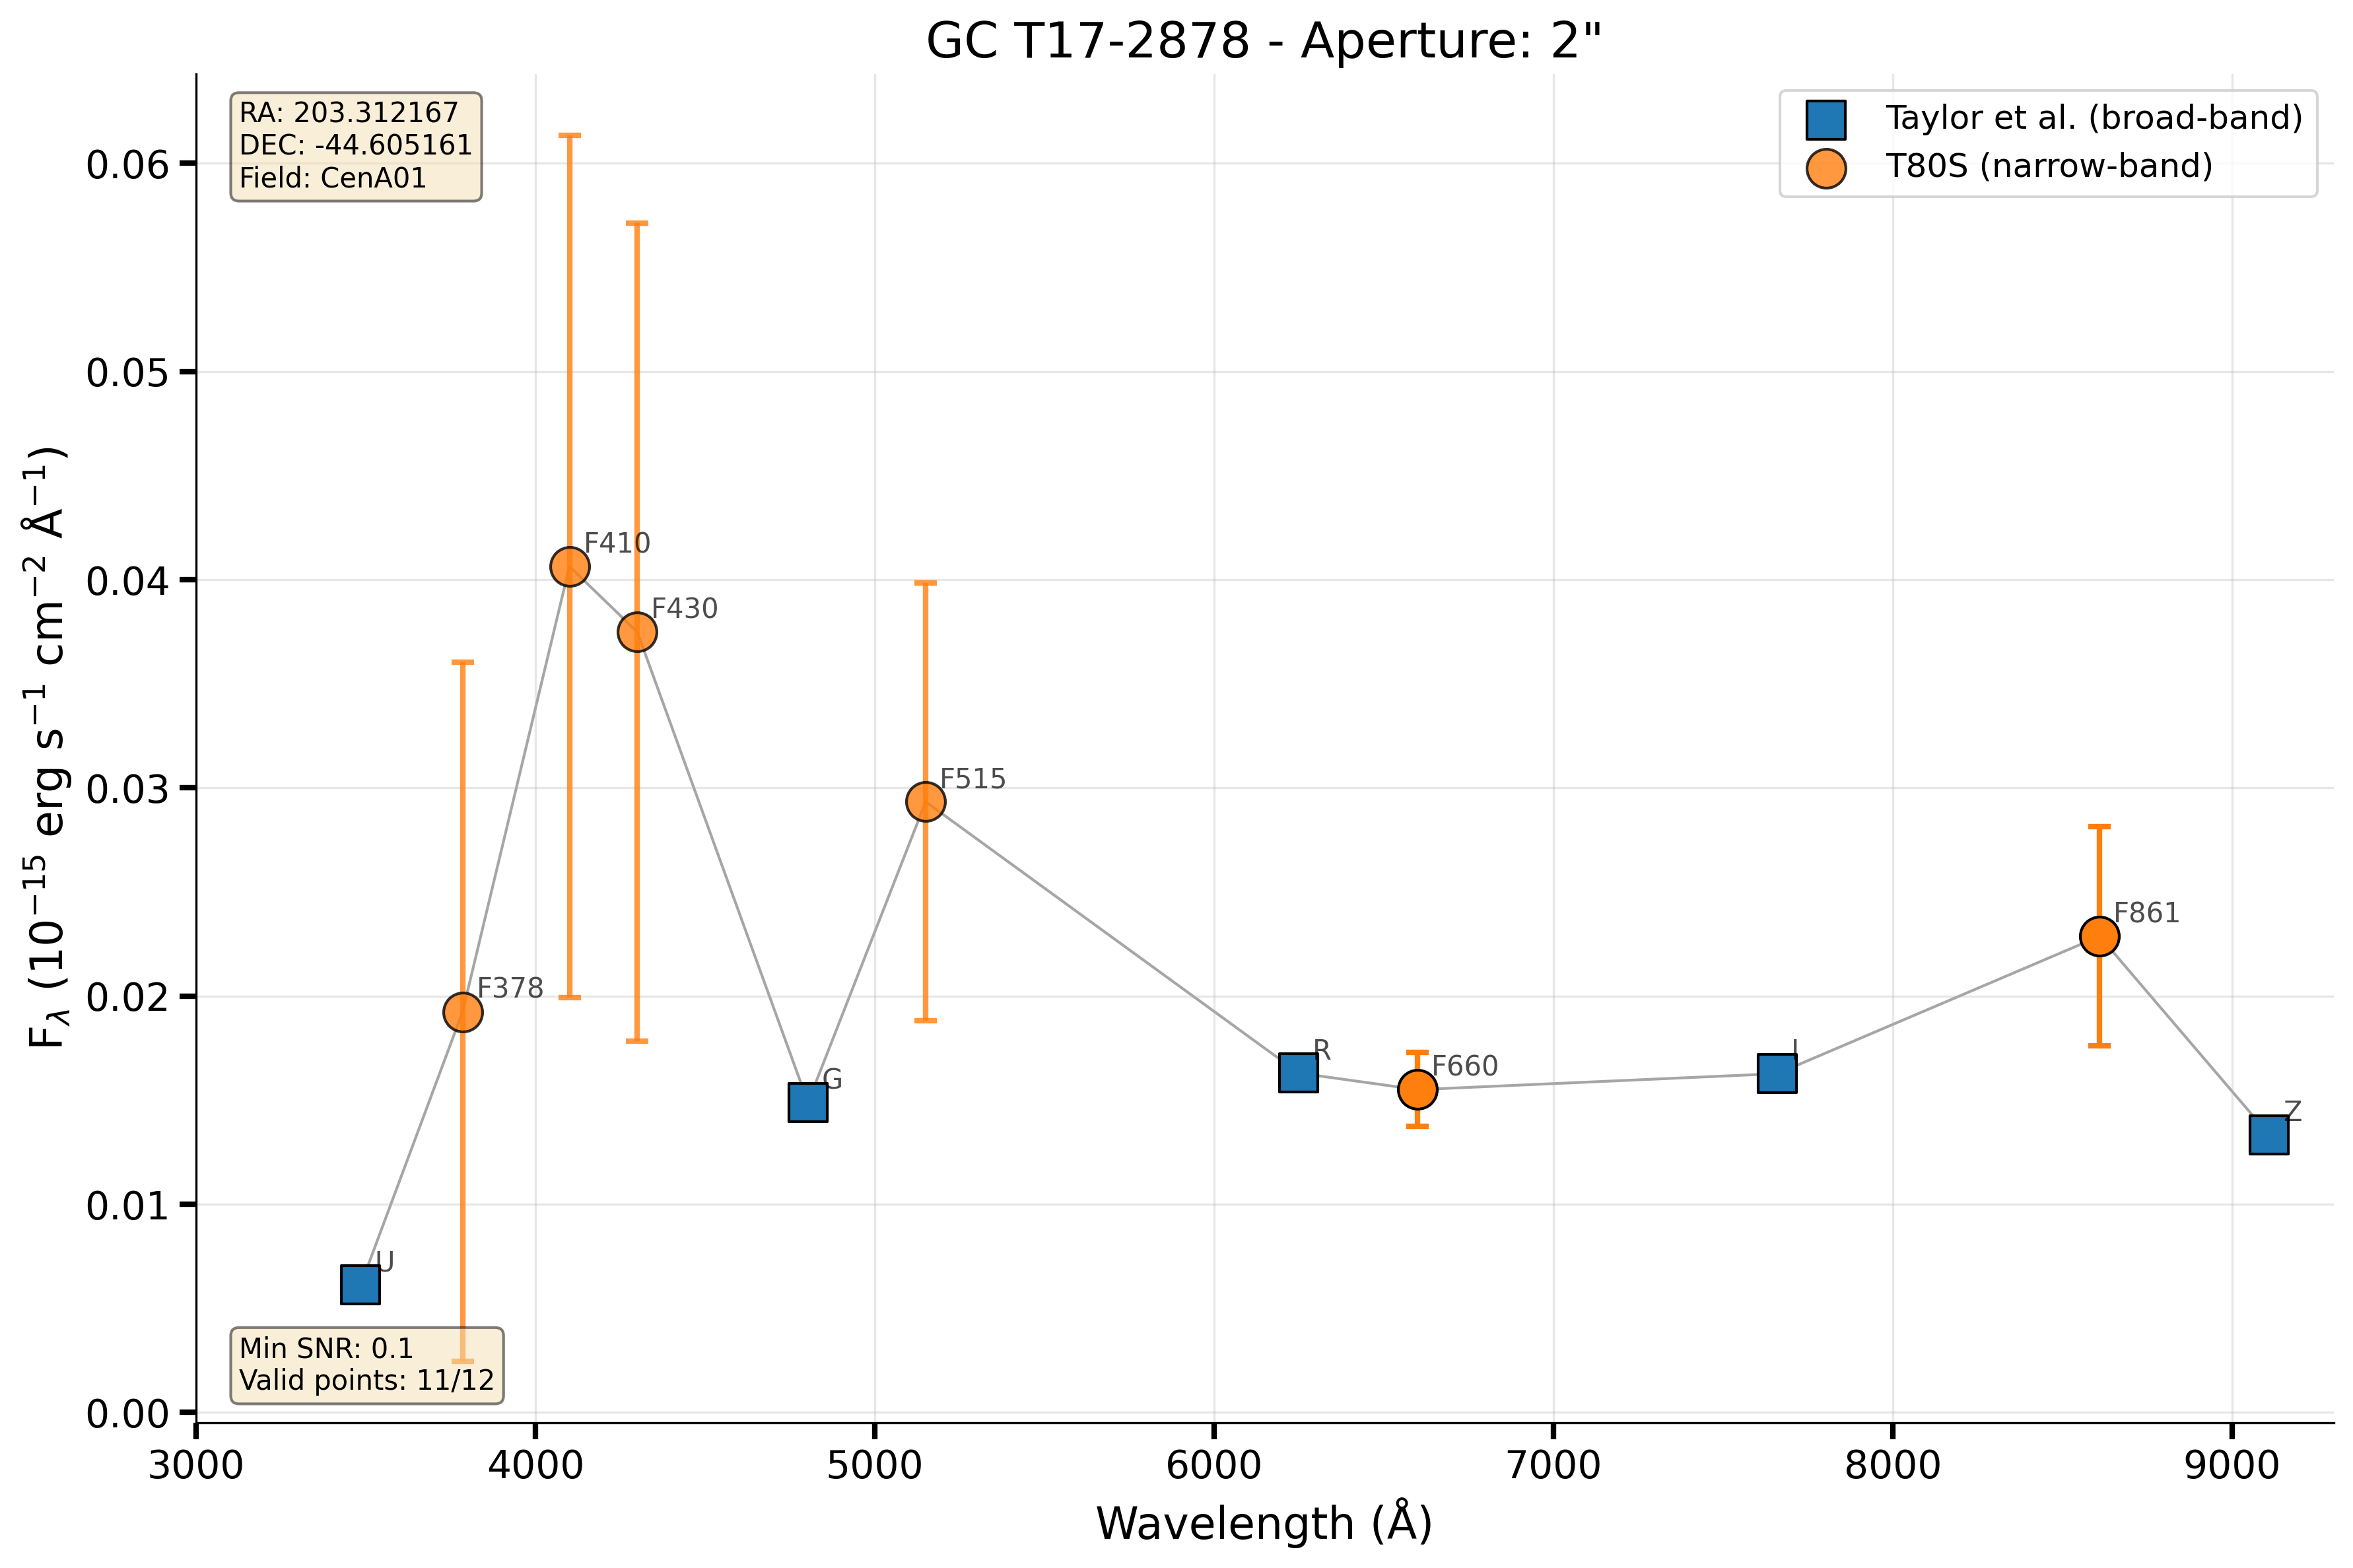 GC T17-2878 - Aperture: 2"
RA: 203.312167
DEC: -44.605161
Field: CenA01
Taylor et al. (broad-band)
T80S (narrow-band)
0.06
0.05
0.04
0.03
0.02
0.01
0.00
F410
F430
F515
F378
F861
G
R
F660
I
Z
U
Min SNR: 0.1
Valid points: 11/12
3000 4000 5000 6000 7000 8000 9000
Wavelength (Å)
F_λ (10⁻¹⁵ erg s⁻¹ cm⁻² Å⁻¹)